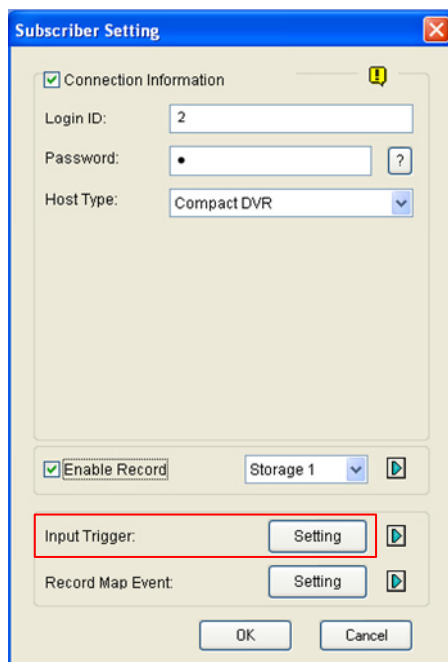 Subscriber Setting
Connection Information
Login ID: 2
Password: • ?
Host Type: Compact DVR
Enable Record Storage 1
Input Trigger: Setting
Record Map Event: Setting
OK Cancel